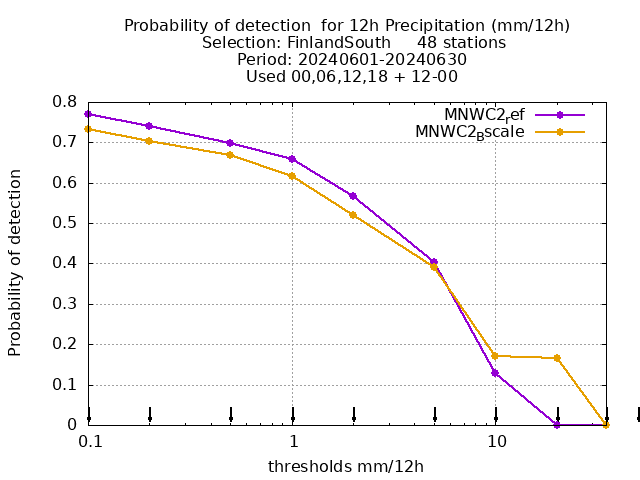 Probability of detection  for 12h Precipitation (mm/12h)
Selection: FinlandSouth     48 stations
Period: 20240601-20240630
Used 00,06,12,18 + 12-00
MNWC2ref
MNWC2Bscale
Probability of detection
0.8
0.7
0.6
0.5
0.4
0.3
0.2
0.1
0
0.1 1 10
thresholds mm/12h